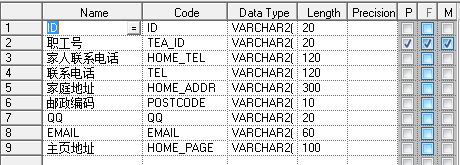 Name Code Data Type Length Precision P F M
1 ID = ID VARCHAR2( 20
2 职工号 TEA_ID VARCHAR2( 20
3 家人联系电话 HOME_TEL VARCHAR2( 120
4 联系电话 TEL VARCHAR2( 120
5 家庭地址 HOME_ADDR VARCHAR2( 300
6 邮政编码 POSTCODE VARCHAR2( 10
7 QQ QQ VARCHAR2( 20
8 EMAIL EMAIL VARCHAR2( 60
9 主页地址 HOME_PAGE VARCHAR2( 100